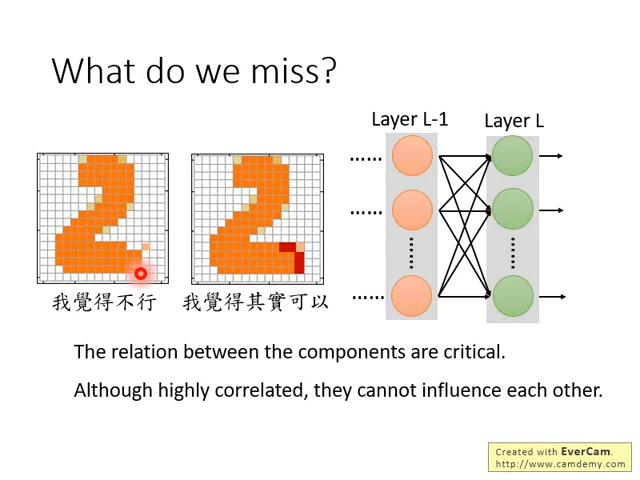 What do we miss?
Layer L-1 Layer L
......
......
......
我覺得不行 我覺得其實可以
The relation between the components are critical.
Although highly correlated, they cannot influence each other.
Created with EverCam.
http://www.camdemy.com